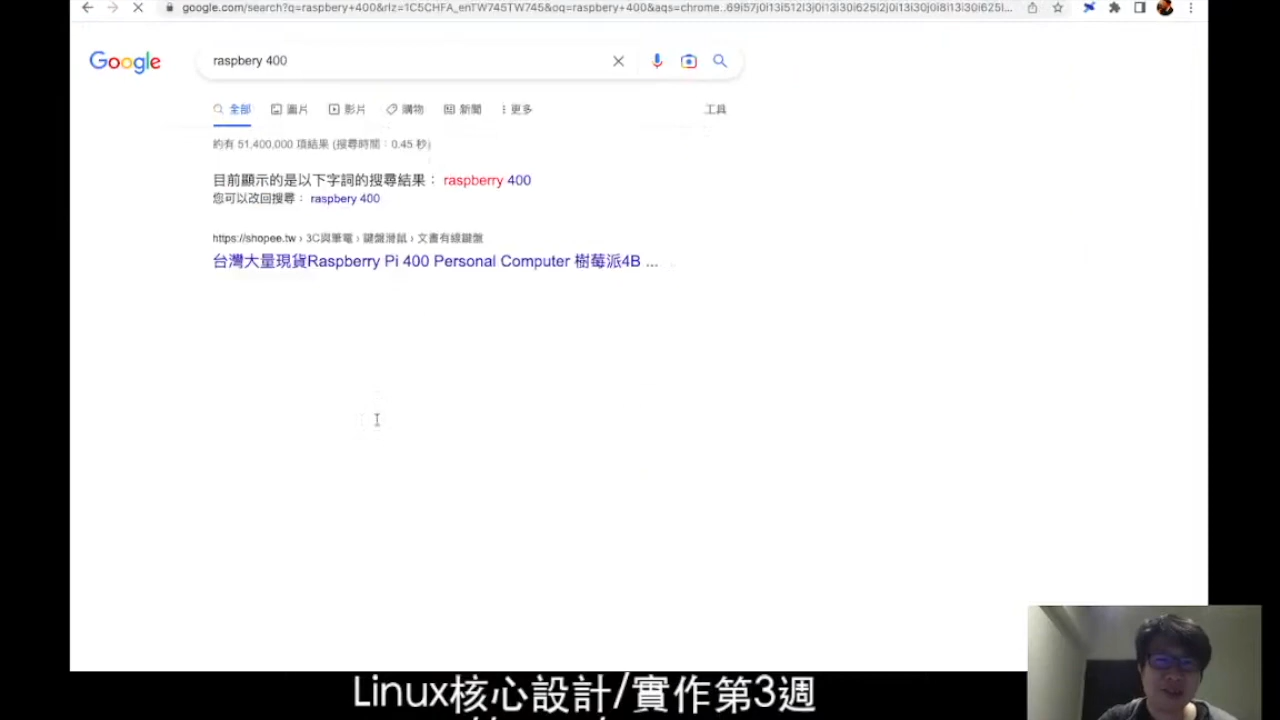 google.com/search?q=raspbery+400&rlz=1C5CHFA_enTW745TW745&oq=raspbery+400&aqs=chrome..69i57j0i13i512l3j0i13i30i625l2j0i13i30j0i8i13i30i625l...
Google
raspbery 400
全部 圖片 影片 購物 新聞 更多 工具
約有 51,400,000 項結果 (搜尋時間：0.45 秒)
目前顯示的是以下字詞的搜尋結果： raspberry 400
您可以改回搜尋： raspbery 400
https://shopee.tw › 3C與筆電 › 鍵盤滑鼠 › 文書有線鍵盤
台灣大量現貨Raspberry Pi 400 Personal Computer 樹莓派4B ...
Linux核心設計/實作第3週